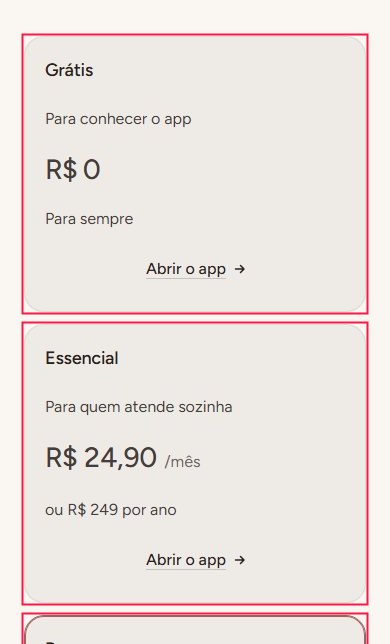 Grátis
Para conhecer o app
R$ 0
Para sempre
Abrir o app →
Essencial
Para quem atende sozinha
R$ 24,90 /mês
ou R$ 249 por ano
Abrir o app →